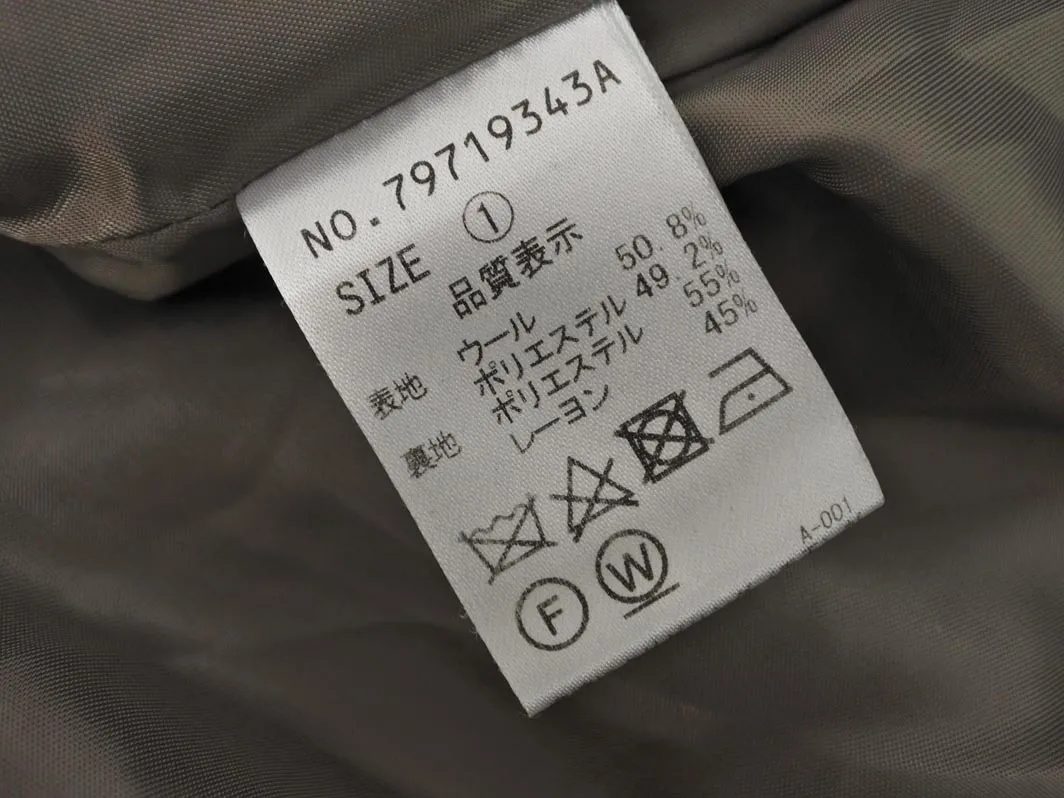 NO.79719343A
SIZE ①
品質表示
表地 ウール 50.8%
ポリエステル 49.2%
裏地 ポリエステル 55%
レーヨン 45%
F W
A-001